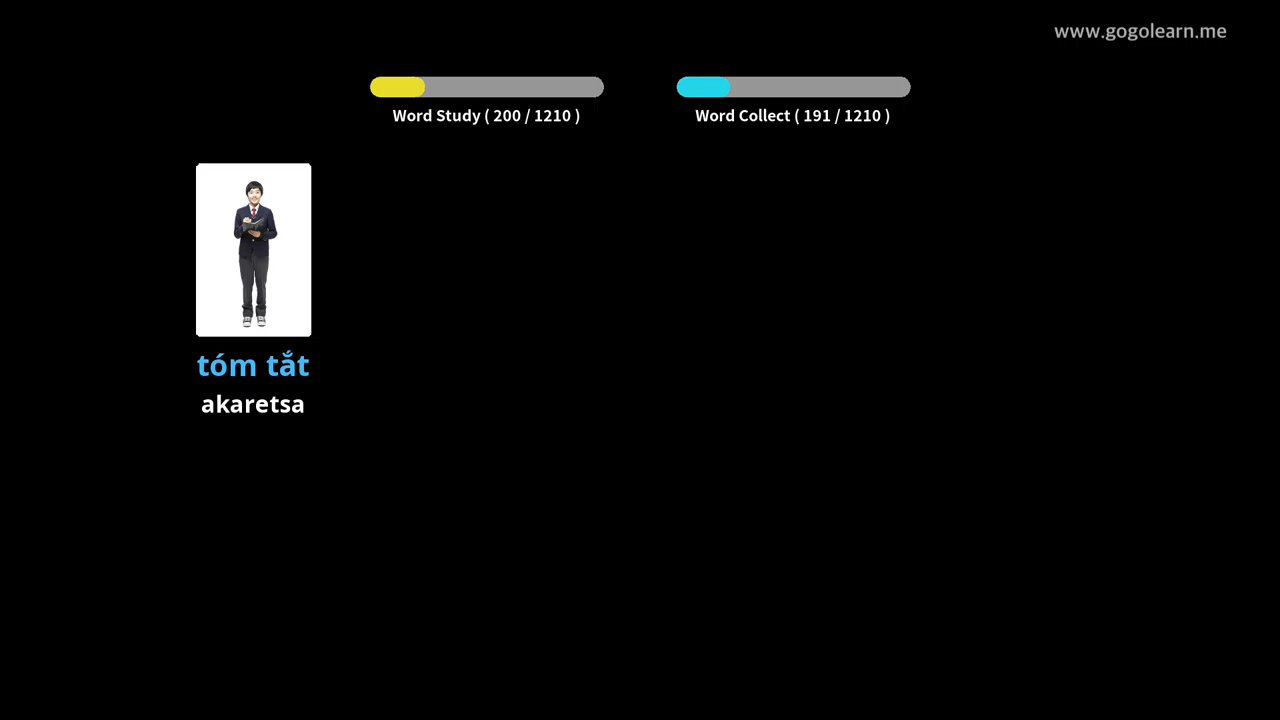 www.gogolearn.me
Word Study ( 200 / 1210 )
Word Collect ( 191 / 1210 )
tóm tắt
akaretsa